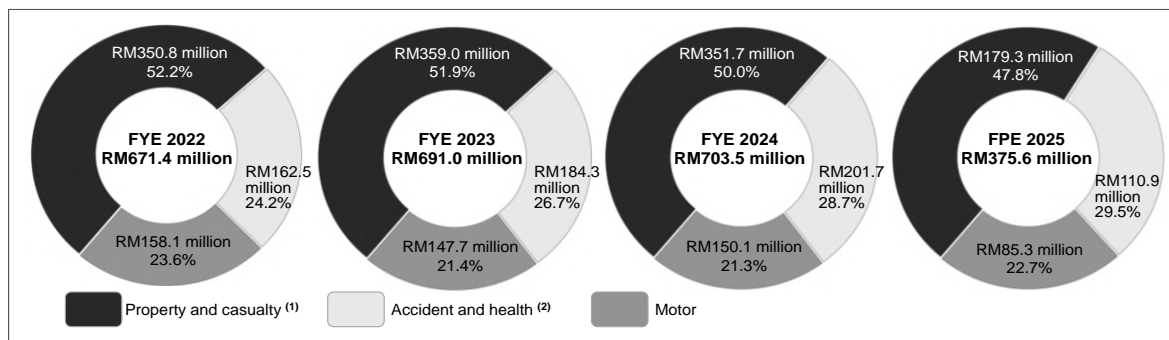 RM350.8 million
52.2%
FYE 2022
RM671.4 million
RM162.5
million
24.2%
RM158.1 million
23.6%
RM359.0 million
51.9%
FYE 2023
RM691.0 million
RM184.3
million
26.7%
RM147.7 million
21.4%
RM351.7 million
50.0%
FYE 2024
RM703.5 million
RM201.7
million
28.7%
RM150.1 million
21.3%
RM179.3 million
47.8%
FPE 2025
RM375.6 million
RM110.9
million
29.5%
RM85.3 million
22.7%
Property and casualty (1)
Accident and health (2)
Motor